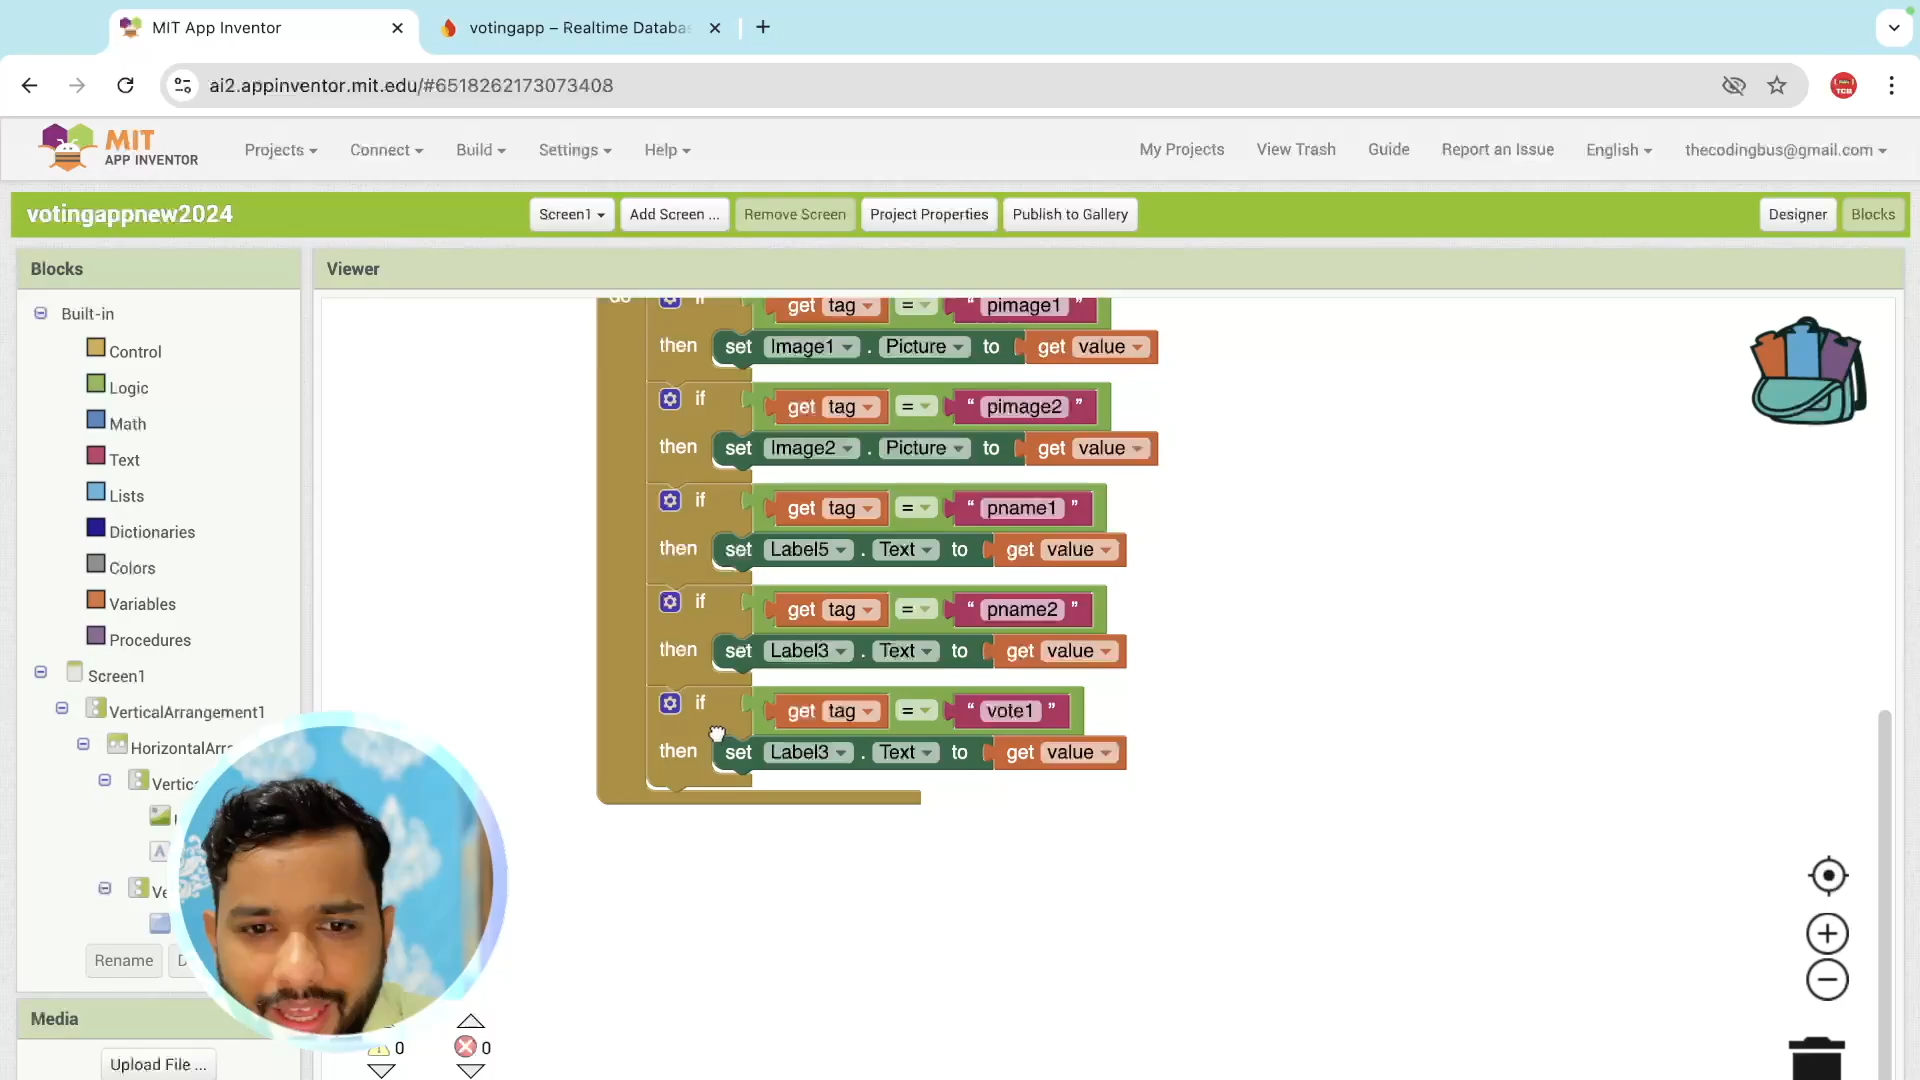 MIT App Inventor
votingapp – Realtime Databas
ai2.appinventor.mit.edu/#6518262173073408
MIT
APP INVENTOR
Projects
Connect
Build
Settings
Help
My Projects
View Trash
Guide
Report an Issue
English
thecodingbus@gmail.com
votingappnew2024
Screen1
Add Screen ...
Remove Screen
Project Properties
Publish to Gallery
Designer
Blocks
Blocks
Viewer
Built-in
Control
Logic
Math
Text
Lists
Dictionaries
Colors
Variables
Procedures
Screen1
VerticalArrangement1
HorizontalArra
Vertic
Ve
Rename
D
Media
Upload File ...
do if get tag = “ pimage1 ”
then set Image1 . Picture to get value
if get tag = “ pimage2 ”
then set Image2 . Picture to get value
if get tag = “ pname1 ”
then set Label5 . Text to get value
if get tag = “ pname2 ”
then set Label3 . Text to get value
if get tag = “ vote1 ”
then set Label3 . Text to get value
0
0